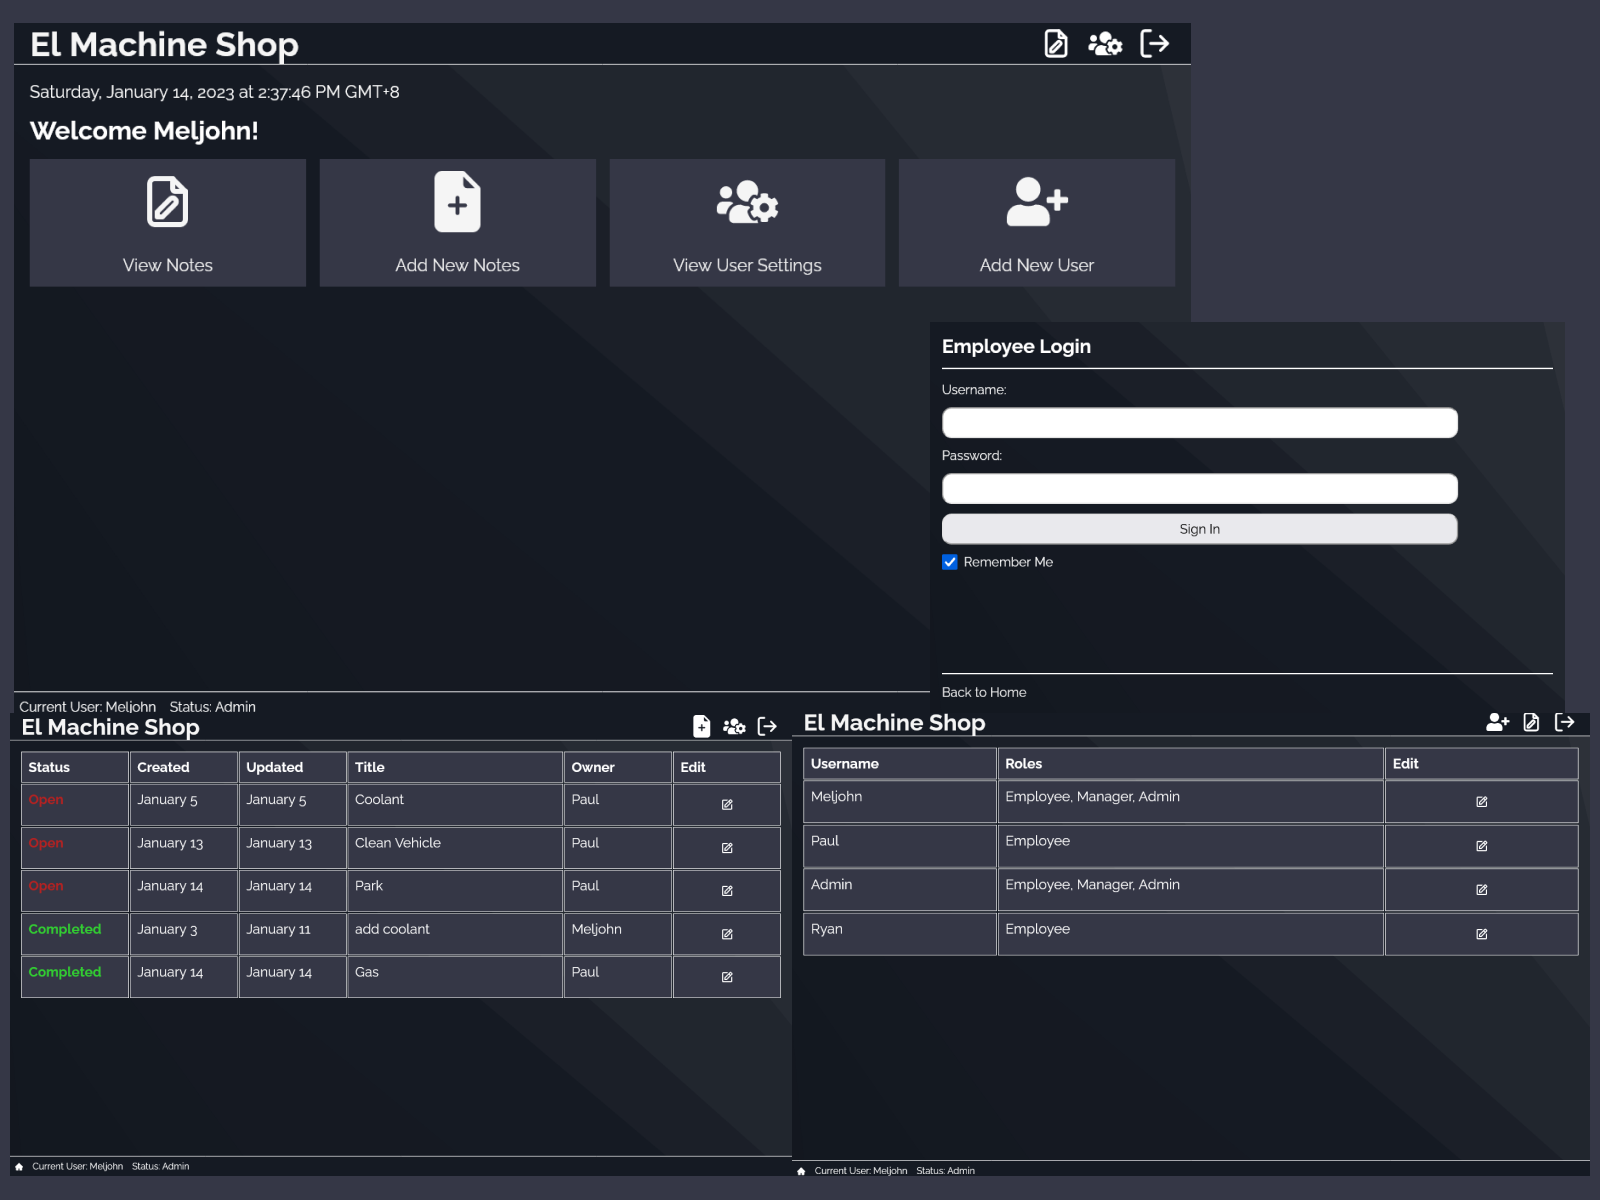 El Machine Shop
Saturday, January 14, 2023 at 2:37:46 PM GMT+8
Welcome Meljohn!
View Notes
Add New Notes
View User Settings
Add New User
Employee Login
Username:
Password:
Sign In
Remember Me
Back to Home
Current User: Meljohn Status: Admin
El Machine Shop
Status Created Updated Title Owner Edit
Open January 5 January 5 Coolant Paul
Open January 13 January 13 Clean Vehicle Paul
Open January 14 January 14 Park Paul
Completed January 3 January 11 add coolant Meljohn
Completed January 14 January 14 Gas Paul
Current User: Meljohn Status: Admin
El Machine Shop
Username Roles Edit
Meljohn Employee, Manager, Admin
Paul Employee
Admin Employee, Manager, Admin
Ryan Employee
Current User: Meljohn Status: Admin